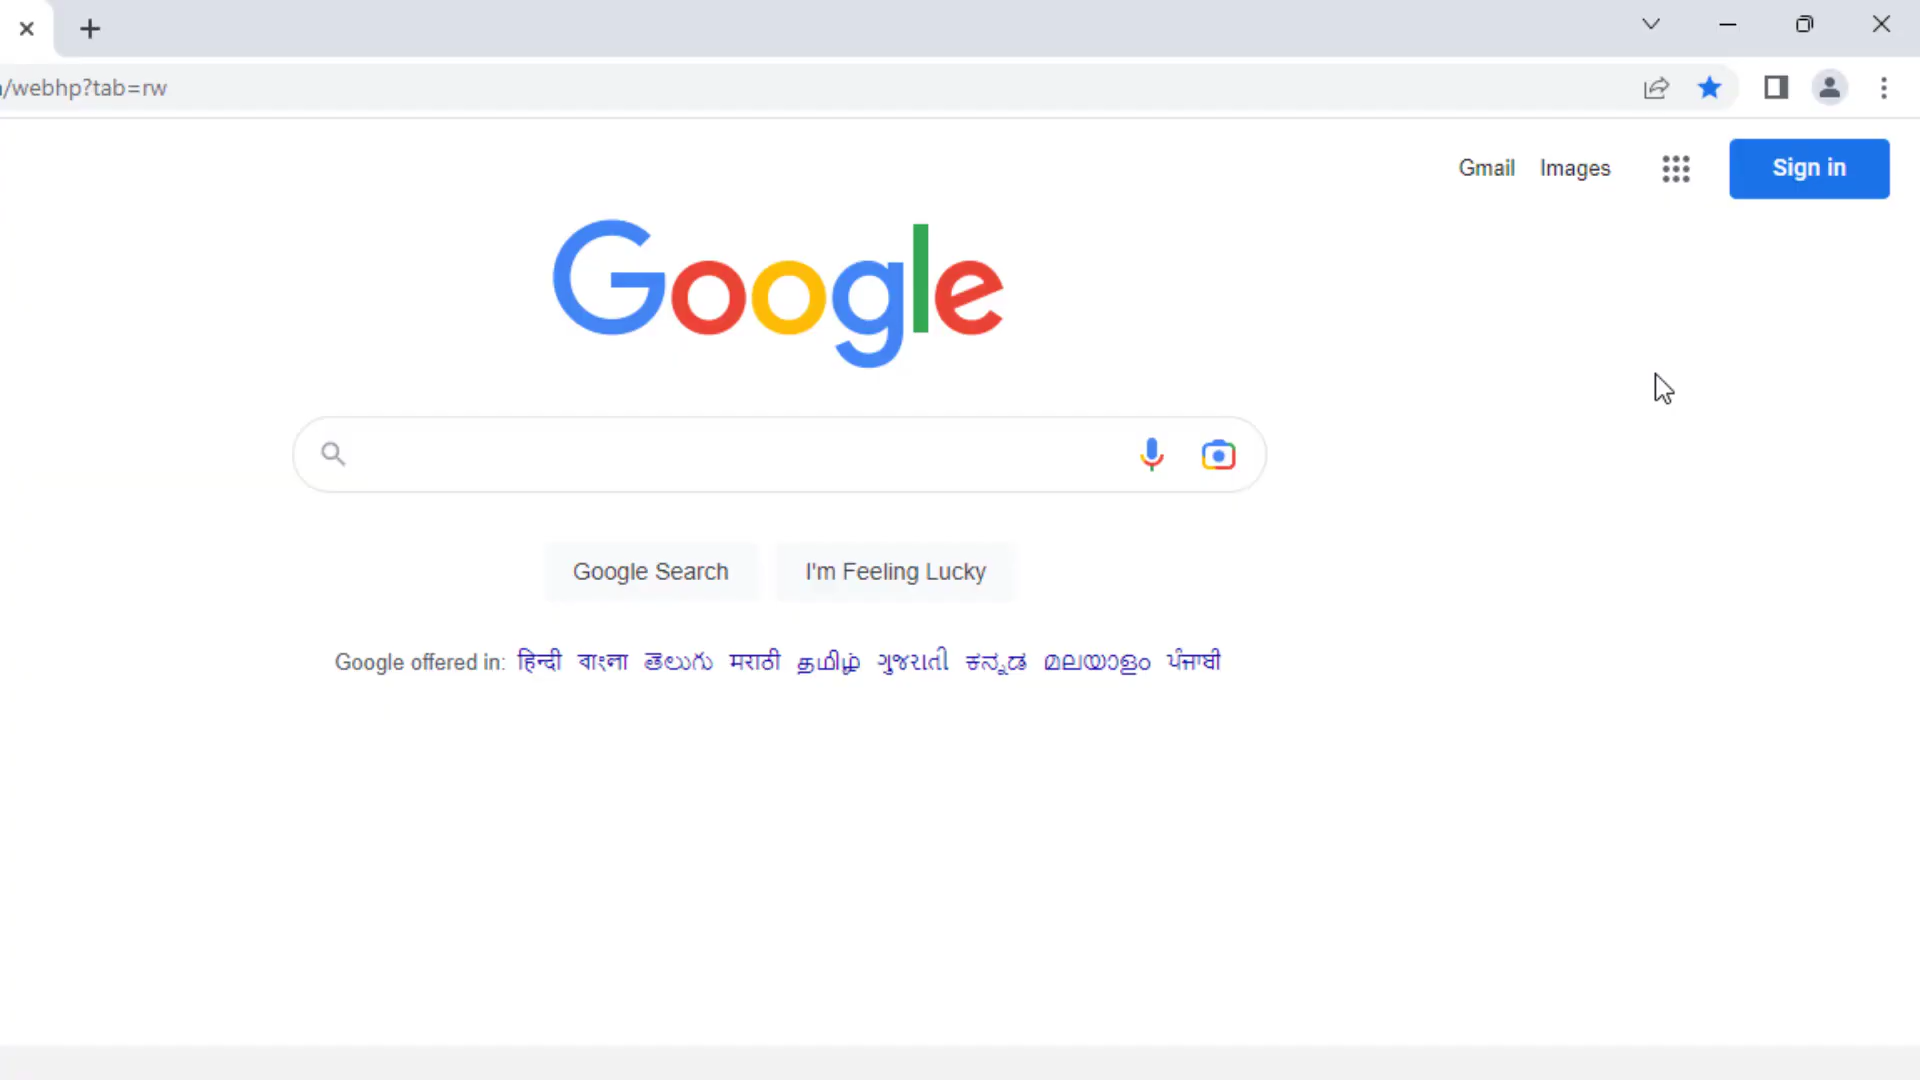 /webhp?tab=rw
Gmail Images Sign in
Google
Google Search I'm Feeling Lucky
Google offered in: हिन्दी বাংলা తెలుగు मराठी தமிழ் ગુજરાતી ಕನ್ನಡ മലയാളം ਪੰਜਾਬੀ